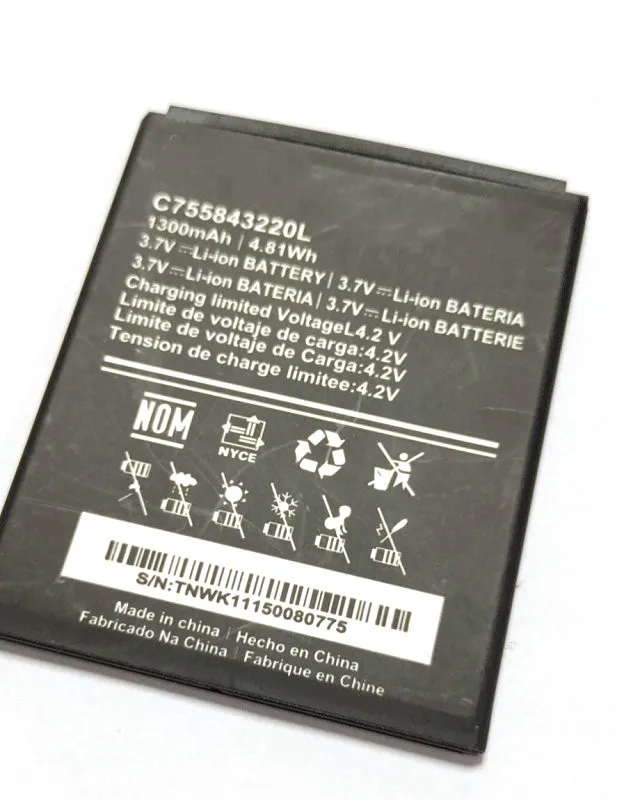 C755843220L
1300mAh | 4.81Wh
3.7V⎓Li-ion BATTERY | 3.7V⎓Li-ion BATERIA
3.7V⎓Li-ion BATERIA | 3.7V⎓Li-ion BATTERIE
Charging limited VoltageL4.2 V
Limite de voltaje de carga:4.2V
Limite de voltaje de Carga:4.2V
Tension de charge limitee:4.2V
NOM
NYCE
S/N:TNWK11150080775
Made in china | Hecho en China
Fabricado Na China | Fabrique en Chine